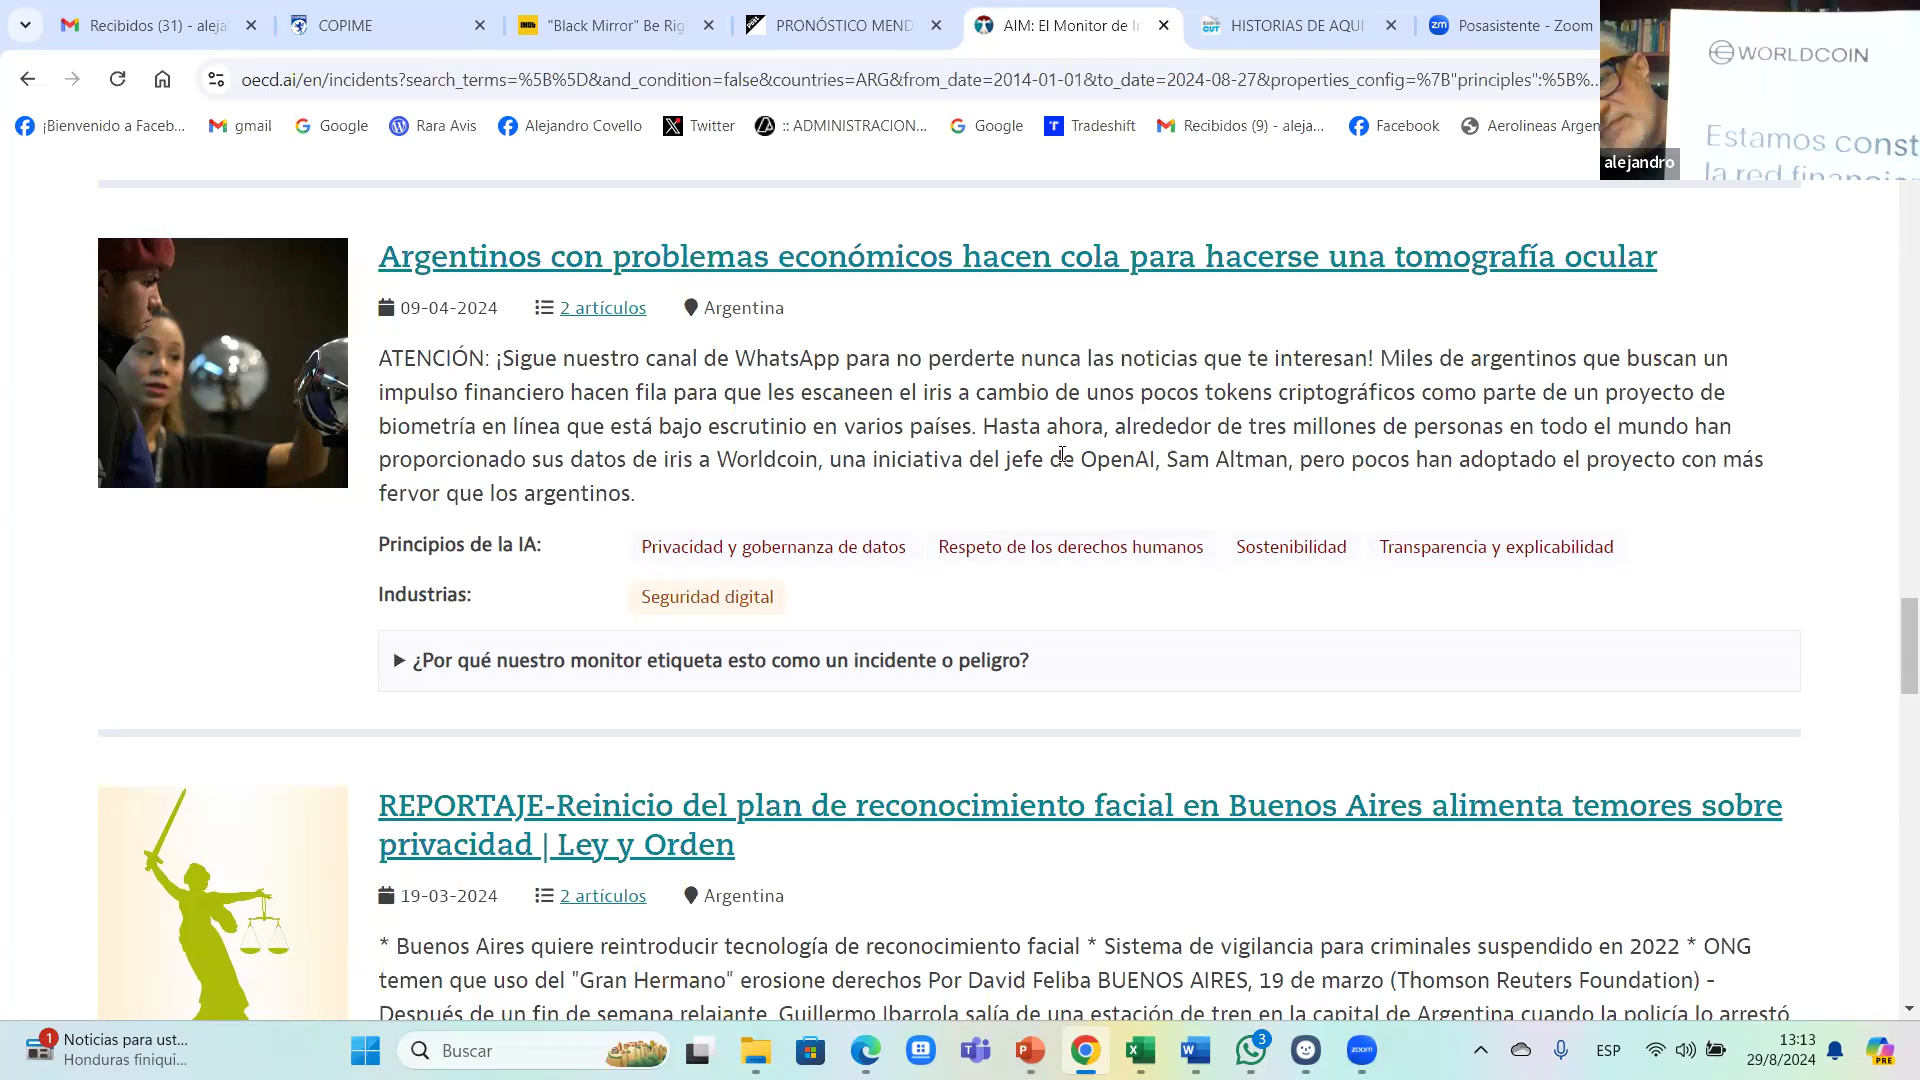 Recibidos (31) - aleja
COPIME
"Black Mirror" Be Rig
PRONÓSTICO MEND
AIM: El Monitor de In
HISTORIAS DE AQUI
Posasistente - Zoom
oecd.ai/en/incidents?search_terms=%5B%5D&and_condition=false&countries=ARG&from_date=2014-01-01&to_date=2024-08-27&properties_config=%7B"principles":%5B%...
¡Bienvenido a Faceb...
gmail
Google
Rara Avis
Alejandro Covello
Twitter
:: ADMINISTRACION...
Google
Tradeshift
Recibidos (9) - aleja...
Facebook
Aerolineas Argen
WORLDCOIN
Estamos const
la red financie
alejandro
Argentinos con problemas económicos hacen cola para hacerse una tomografía ocular
09-04-2024 2 artículos Argentina
ATENCIÓN: ¡Sigue nuestro canal de WhatsApp para no perderte nunca las noticias que te interesan! Miles de argentinos que buscan un
impulso financiero hacen fila para que les escaneen el iris a cambio de unos pocos tokens criptográficos como parte de un proyecto de
biometría en línea que está bajo escrutinio en varios países. Hasta ahora, alrededor de tres millones de personas en todo el mundo han
proporcionado sus datos de iris a Worldcoin, una iniciativa del jefe de OpenAI, Sam Altman, pero pocos han adoptado el proyecto con más
fervor que los argentinos.
Principios de la IA: Privacidad y gobernanza de datos Respeto de los derechos humanos Sostenibilidad Transparencia y explicabilidad
Industrias: Seguridad digital
¿Por qué nuestro monitor etiqueta esto como un incidente o peligro?
REPORTAJE-Reinicio del plan de reconocimiento facial en Buenos Aires alimenta temores sobre
privacidad | Ley y Orden
19-03-2024 2 artículos Argentina
* Buenos Aires quiere reintroducir tecnología de reconocimiento facial * Sistema de vigilancia para criminales suspendido en 2022 * ONG
temen que uso del "Gran Hermano" erosione derechos Por David Feliba BUENOS AIRES, 19 de marzo (Thomson Reuters Foundation) -
Después de un fin de semana relajante, Guillermo Ibarrola salía de una estación de tren en la capital de Argentina cuando la policía lo arrestó
1
Noticias para ust...
Honduras finiqui...
Buscar
3
zoom
ESP
13:13
29/8/2024
PRE